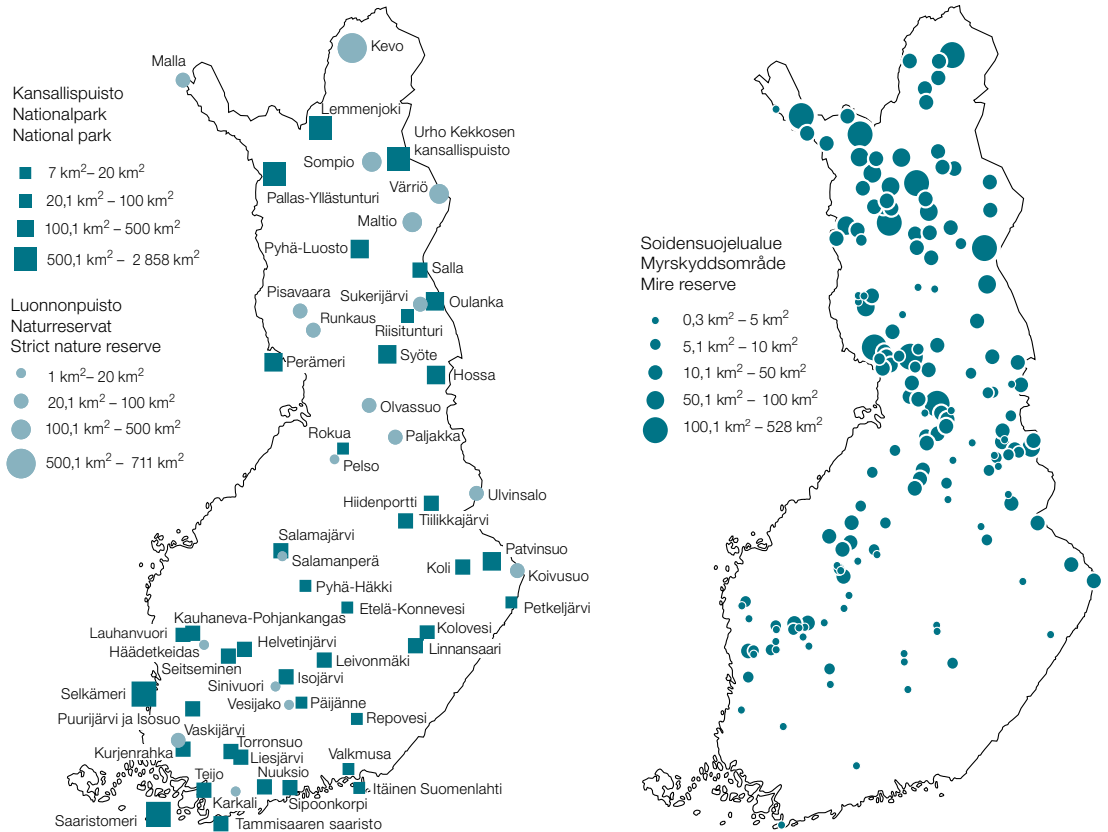 Kansallispuisto
Nationalpark
National park
7 km²– 20 km²
20,1 km² – 100 km²
100,1 km² – 500 km²
500,1 km² – 2 858 km²
Luonnonpuisto
Naturreservat
Strict nature reserve
1 km²– 20 km²
20,1 km² – 100 km²
100,1 km² – 500 km²
500,1 km² – 711 km²
Kevo
Malla
Lemmenjoki
Urho Kekkosen
kansallispuisto
Sompio
Pallas-Yllästunturi
Värriö
Maltio
Pyhä-Luosto
Salla
Pisavaara
Sukerijärvi
Oulanka
Runkaus
Riisitunturi
Perämeri
Syöte
Hossa
Olvassuo
Rokua
Paljakka
Pelso
Ulvinsalo
Hiidenportti
Tiilikkajärvi
Salamajärvi
Salamanperä
Patvinsuo
Koli
Koivusuo
Pyhä-Häkki
Petkeljärvi
Etelä-Konnevesi
Kauhaneva-Pohjankangas
Lauhanvuori
Kolovesi
Häädetkeidas
Helvetinjärvi
Linnansaari
Seitseminen
Leivonmäki
Isojärvi
Sinivuori
Selkämeri
Vesijako
Päijänne
Puurijärvi ja Isosuo
Repovesi
Vaskijärvi
Kurjenrahka
Torronsuo
Liesjärvi
Valkmusa
Teijo
Nuuksio
Itäinen Suomenlahti
Karkali
Sipoonkorpi
Saaristomeri
Tammisaaren saaristo
Soidensuojelualue
Myrskyddsområde
Mire reserve
0,3 km² – 5 km²
5,1 km² – 10 km²
10,1 km² – 50 km²
50,1 km² – 100 km²
100,1 km² – 528 km²